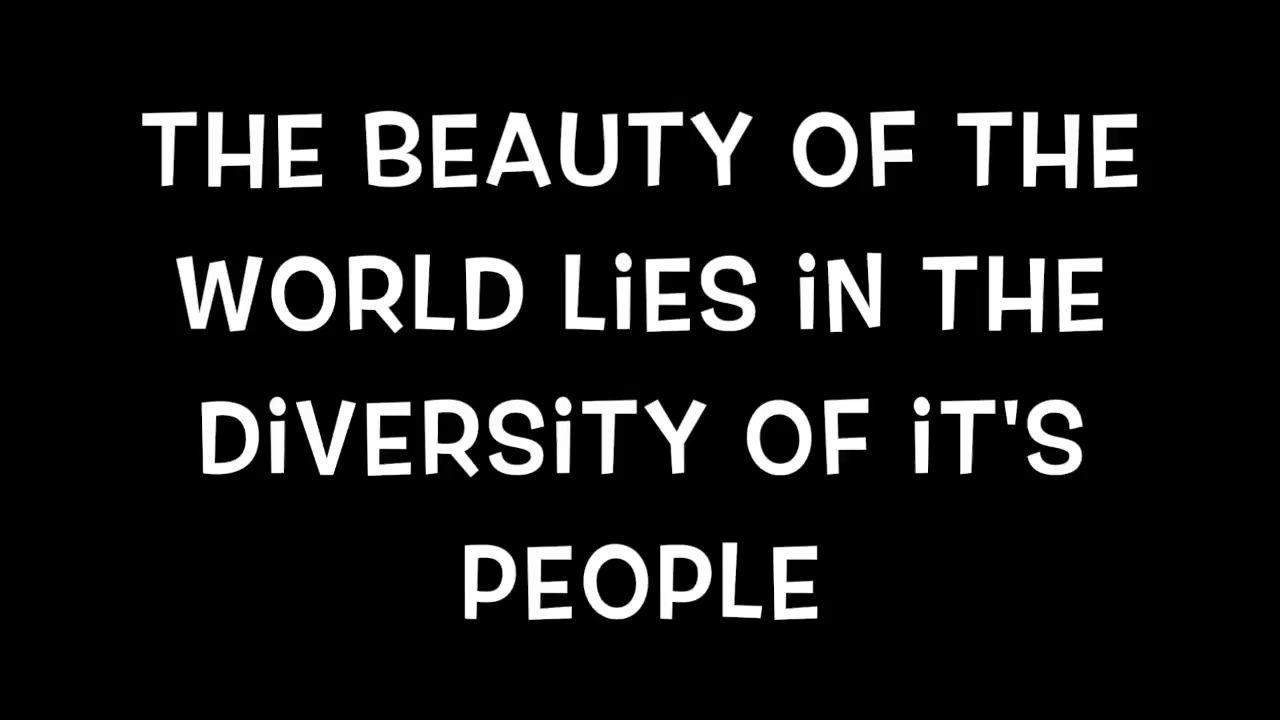 THE BEAUTY OF THE
WORLD LiES iN THE
DiVERSiTY OF iT'S
PEOPLE